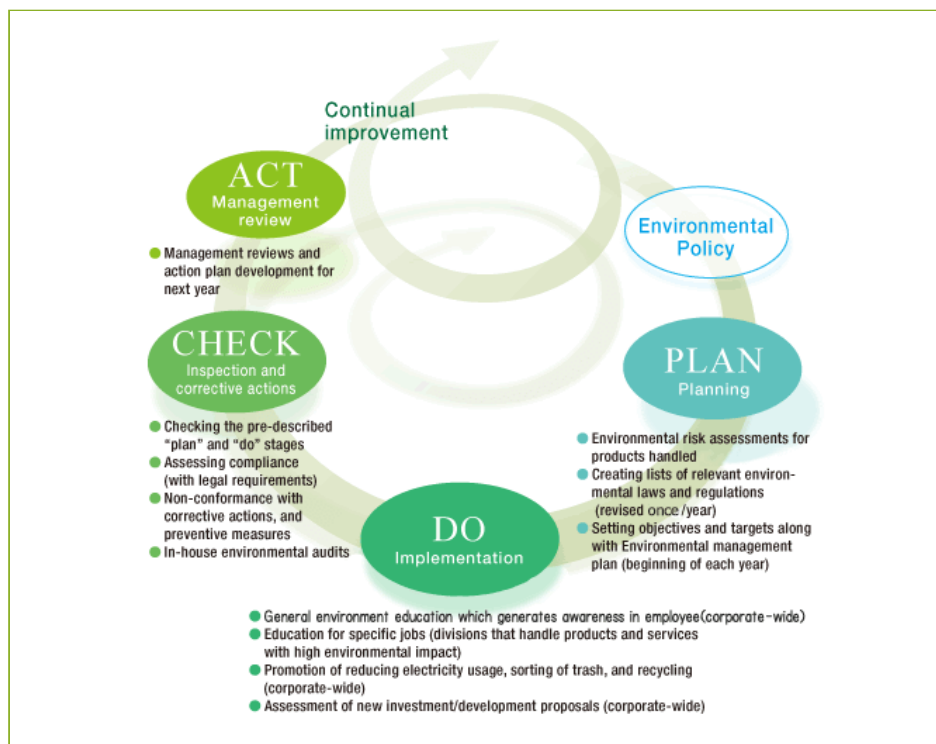 Continual
improvement
ACT
Management
review
● Management reviews and
action plan development for
next year
Environmental
Policy
CHECK
Inspection and
corrective actions
● Checking the pre-described
“plan” and “do” stages
● Assessing compliance
(with legal requirements)
● Non-conformance with
corrective actions, and
preventive measures
● In-house environmental audits
PLAN
Planning
● Environmental risk assessments for
products handled
● Creating lists of relevant environ-
mental laws and regulations
(revised once/year)
● Setting objectives and targets along
with Environmental management
plan (beginning of each year)
DO
Implementation
● General environment education which generates awareness in employee(corporate-wide)
● Education for specific jobs (divisions that handle products and services
with high environmental impact)
● Promotion of reducing electricity usage, sorting of trash, and recycling
(corporate-wide)
● Assessment of new investment/development proposals (corporate-wide)